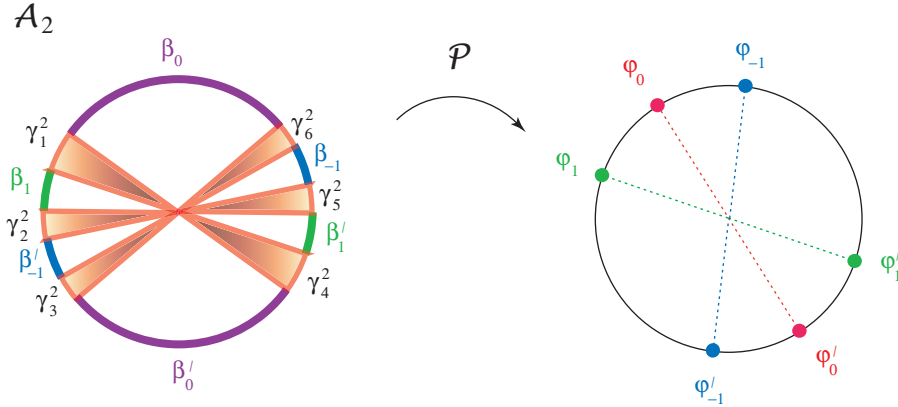 𝒜₂
β₀
γ₁²
γ₆²
β₋₁
β₁
γ₅²
γ₂²
β₁′
β₋₁′
γ₃²
γ₄²
β₀′
𝒫
φ₋₁
φ₀
φ₁
φ₁′
φ₀′
φ₋₁′